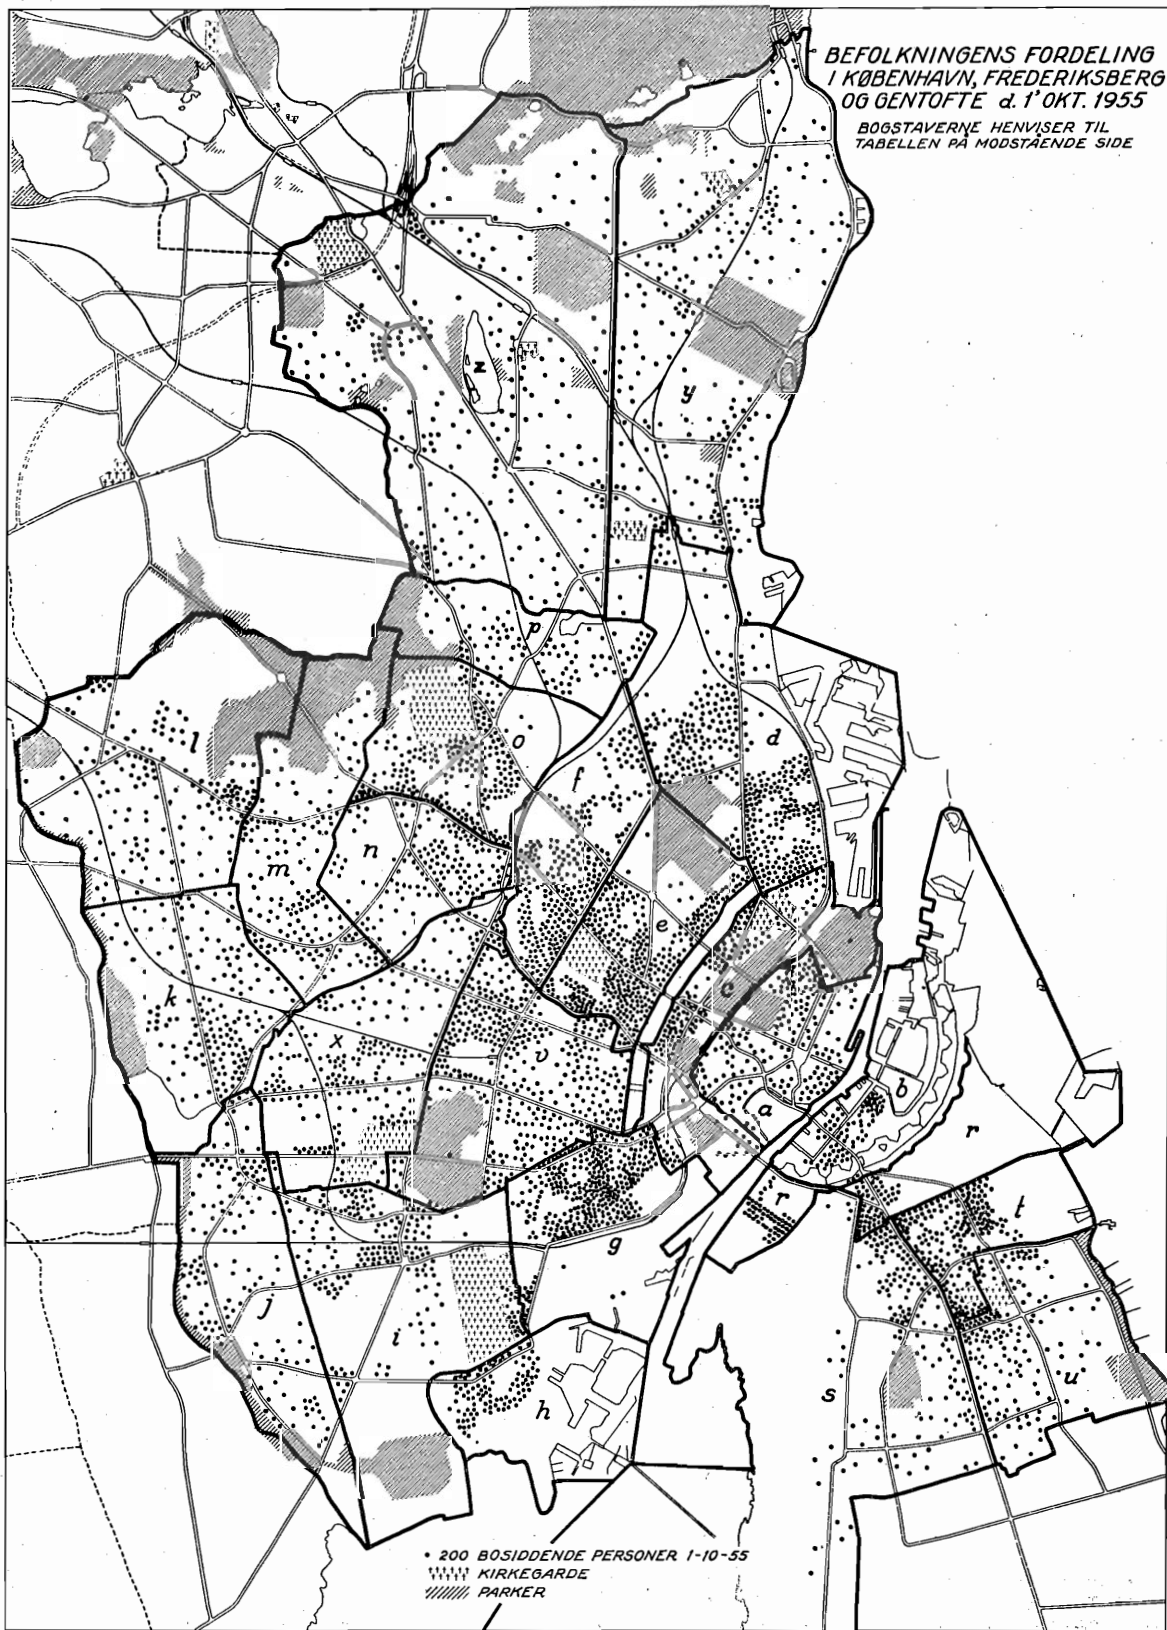 BEFOLKNINGENS FORDELING
I KØBENHAVN, FREDERIKSBERG
OG GENTOFTE d. 1' OKT. 1955
BOGSTAVERNE HENVISER TIL
TABELLEN PÅ MODSTÅENDE SIDE
z
y
p
l
o
d
f
m
n
e
k
c
x
v
b
a
r
r
t
g
j
i
s
u
h
• 200 BOSIDDENDE PERSONER 1-10-55
KIRKEGARDE
PARKER